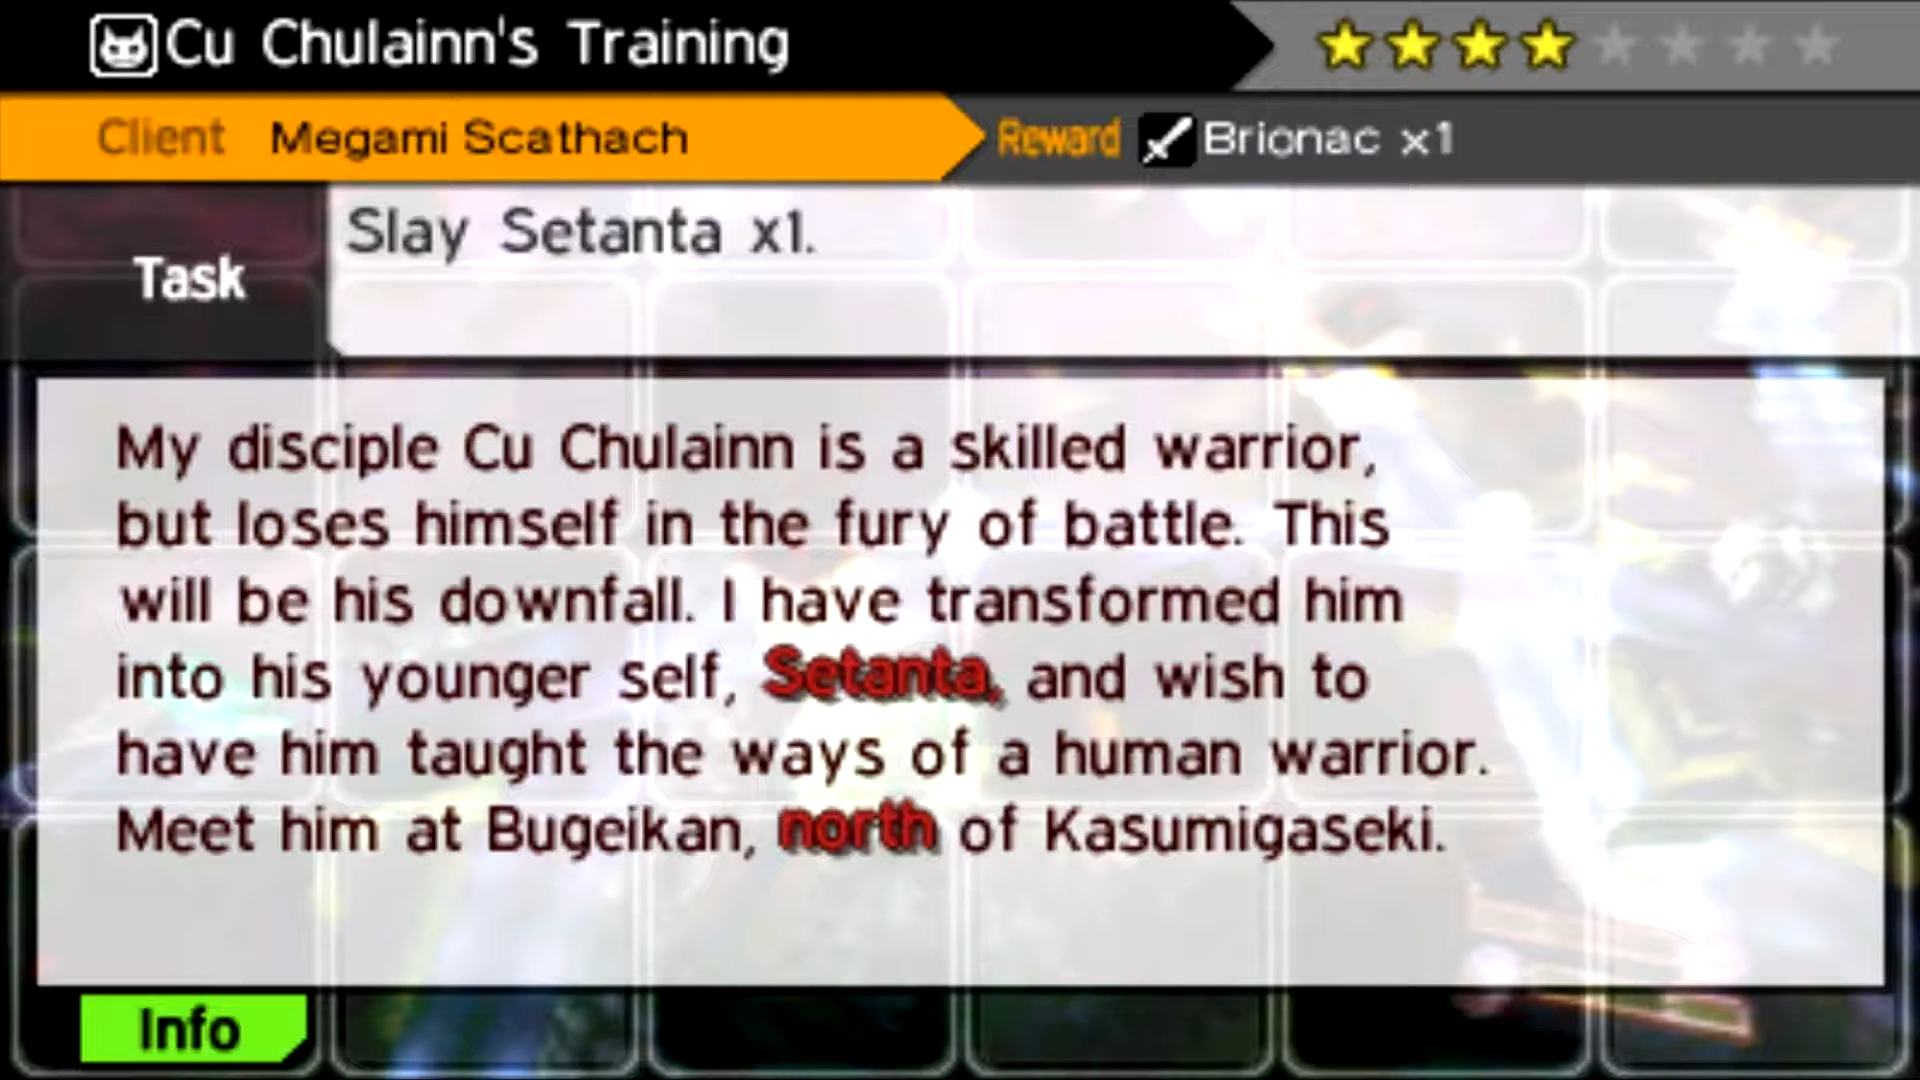 Cu Chulainn's Training
Client Megami Scathach
Reward Brionac x1
Task
Slay Setanta x1.
My disciple Cu Chulainn is a skilled warrior,
but loses himself in the fury of battle. This
will be his downfall. I have transformed him
into his younger self, Setanta, and wish to
have him taught the ways of a human warrior.
Meet him at Bugeikan, north of Kasumigaseki.
Info